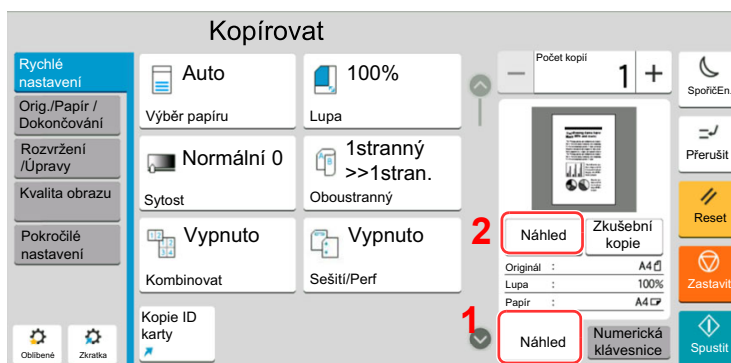 Kopírovat
Rychlé
nastavení
Orig./Papír /
Dokončování
Rozvržení
/Úpravy
Kvalita obrazu
Pokročilé
nastavení
Oblíbené
Zkratka
Auto
Výběr papíru
100%
Lupa
Normální 0
Sytost
1stranný
>>1stran.
Oboustranný
Vypnuto
Kombinovat
Vypnuto
Sešití/Perf
Kopie ID
karty
Počet kopií
1
2
Náhled
Zkušební
kopie
Originál : A4
Lupa : 100%
Papír : A4
1
Náhled
Numerická
klávesnice
SpořičEn.
Přerušit
Reset
Zastavit
Spustit